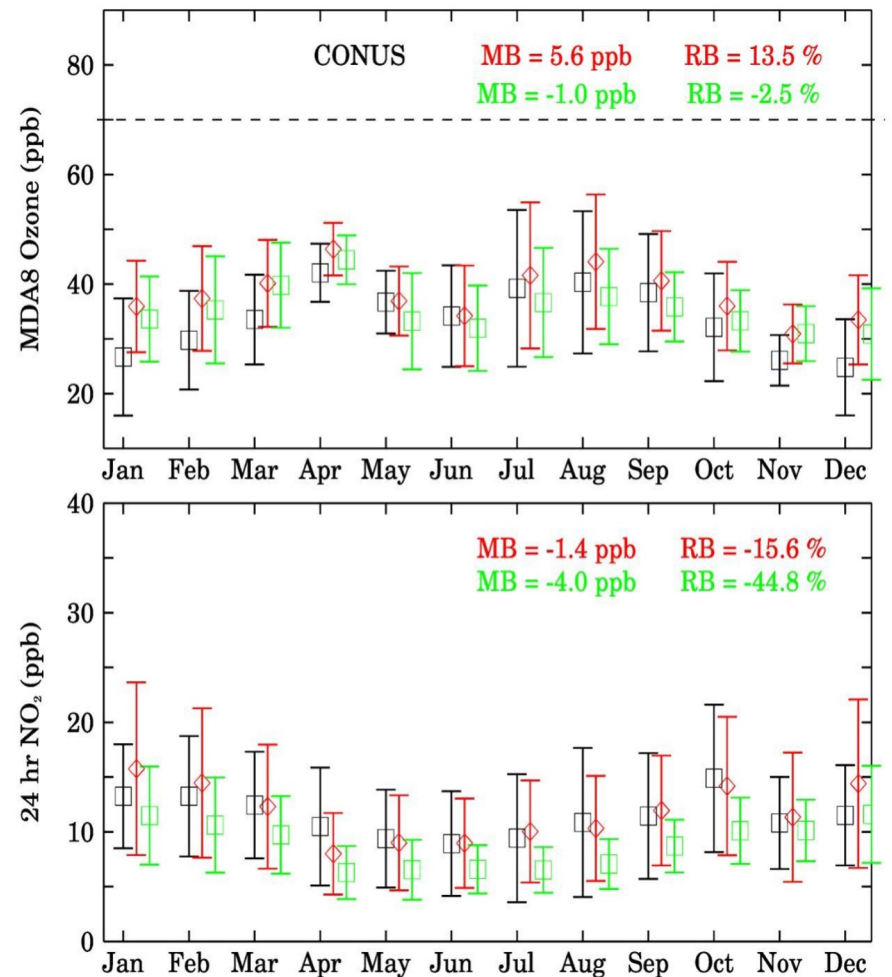 CONUS MB = 5.6 ppb RB = 13.5 %
MB = -1.0 ppb RB = -2.5 %
MDA8 Ozone (ppb)
80
60
40
20
Jan Feb Mar Apr May Jun Jul Aug Sep Oct Nov Dec
MB = -1.4 ppb RB = -15.6 %
MB = -4.0 ppb RB = -44.8 %
24 hr NO₂ (ppb)
40
30
20
10
0
Jan Feb Mar Apr May Jun Jul Aug Sep Oct Nov Dec